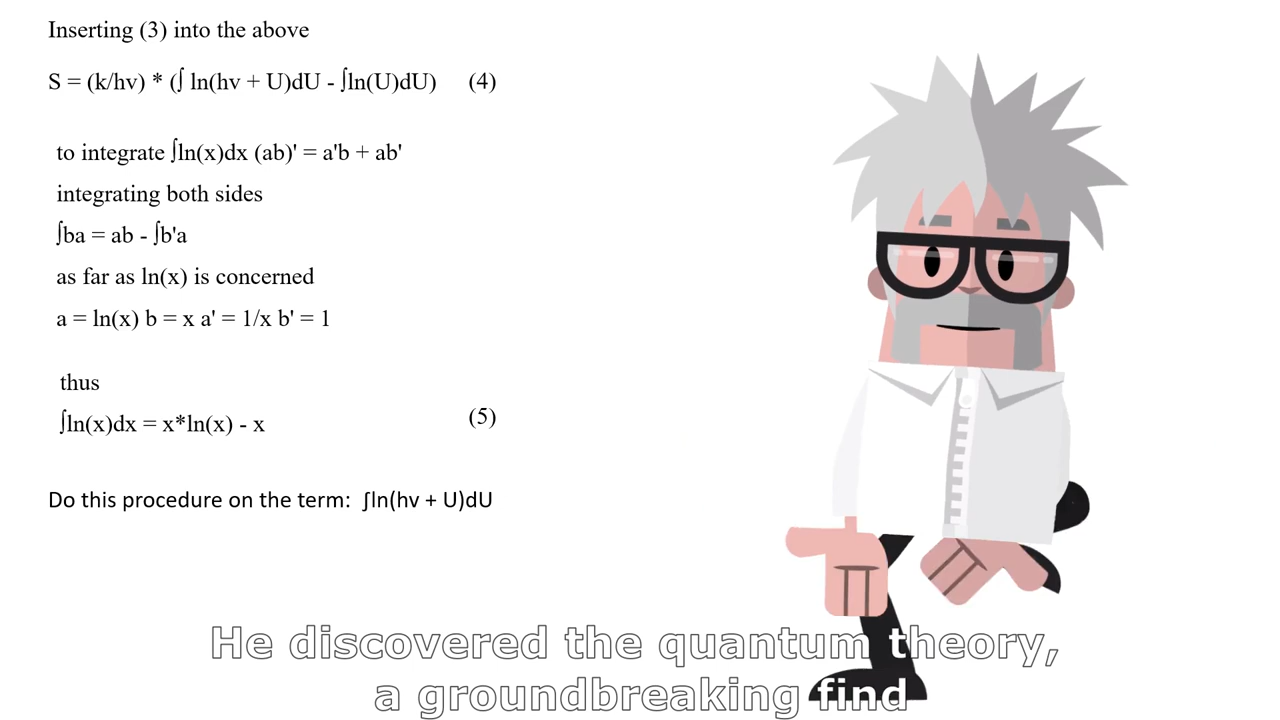 Inserting (3) into the above
S = (k/hv) * (∫ ln(hv + U)dU - ∫ln(U)dU) (4)
to integrate ∫ln(x)dx (ab)' = a'b + ab'
integrating both sides
∫ba = ab - ∫b'a
as far as ln(x) is concerned
a = ln(x) b = x a' = 1/x b' = 1
thus
∫ln(x)dx = x*ln(x) - x (5)
Do this procedure on the term: ∫ln(hv + U)dU
He discovered the quantum theory,
a groundbreaking find